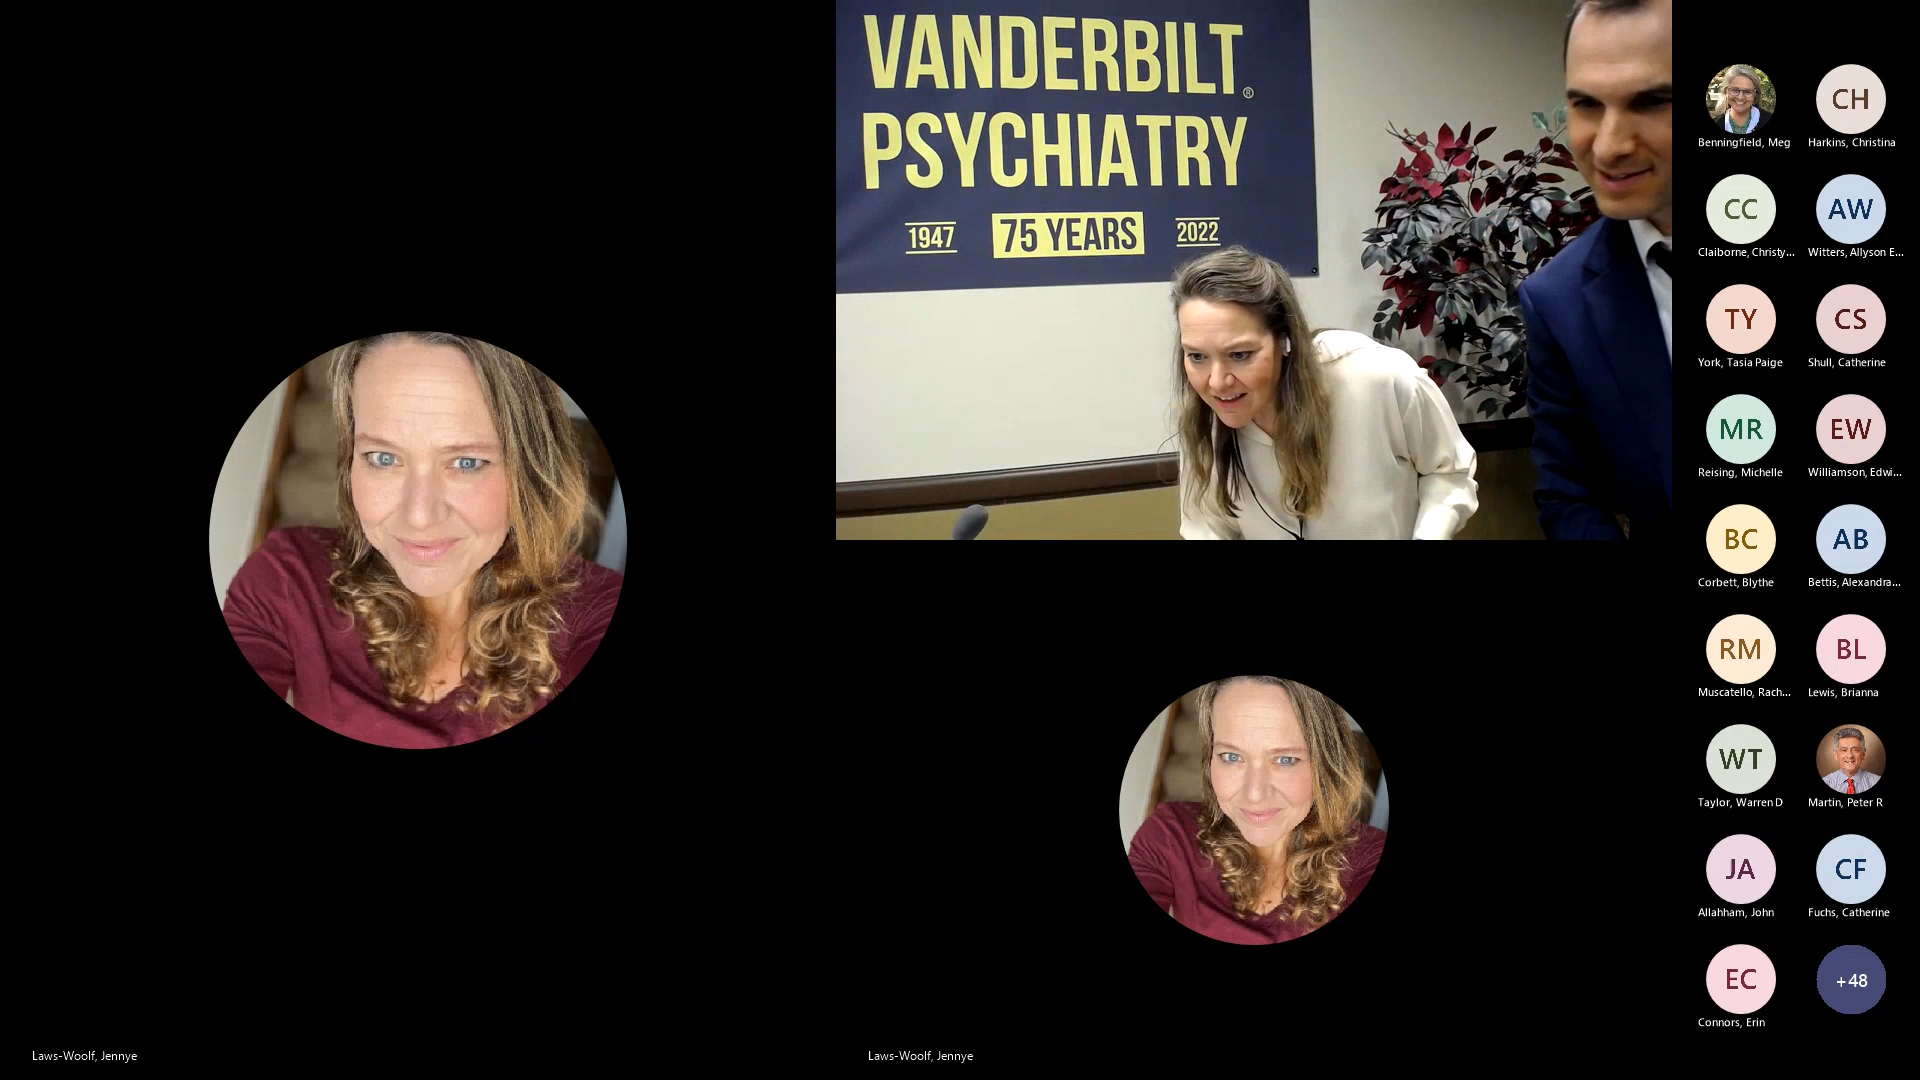 VANDERBILT®
PSYCHIATRY
1947 75 YEARS 2022
Benningfield, Meg
CH
Harkins, Christina
CC
Claiborne, Christy...
AW
Witters, Allyson E...
TY
York, Tasia Paige
CS
Shull, Catherine
MR
Reising, Michelle
EW
Williamson, Edwi...
BC
Corbett, Blythe
AB
Bettis, Alexandra...
RM
Muscatello, Rach...
BL
Lewis, Brianna
WT
Taylor, Warren D
Martin, Peter R
JA
Allahham, John
CF
Fuchs, Catherine
EC
Connors, Erin
+48
Laws-Woolf, Jennye
Laws-Woolf, Jennye